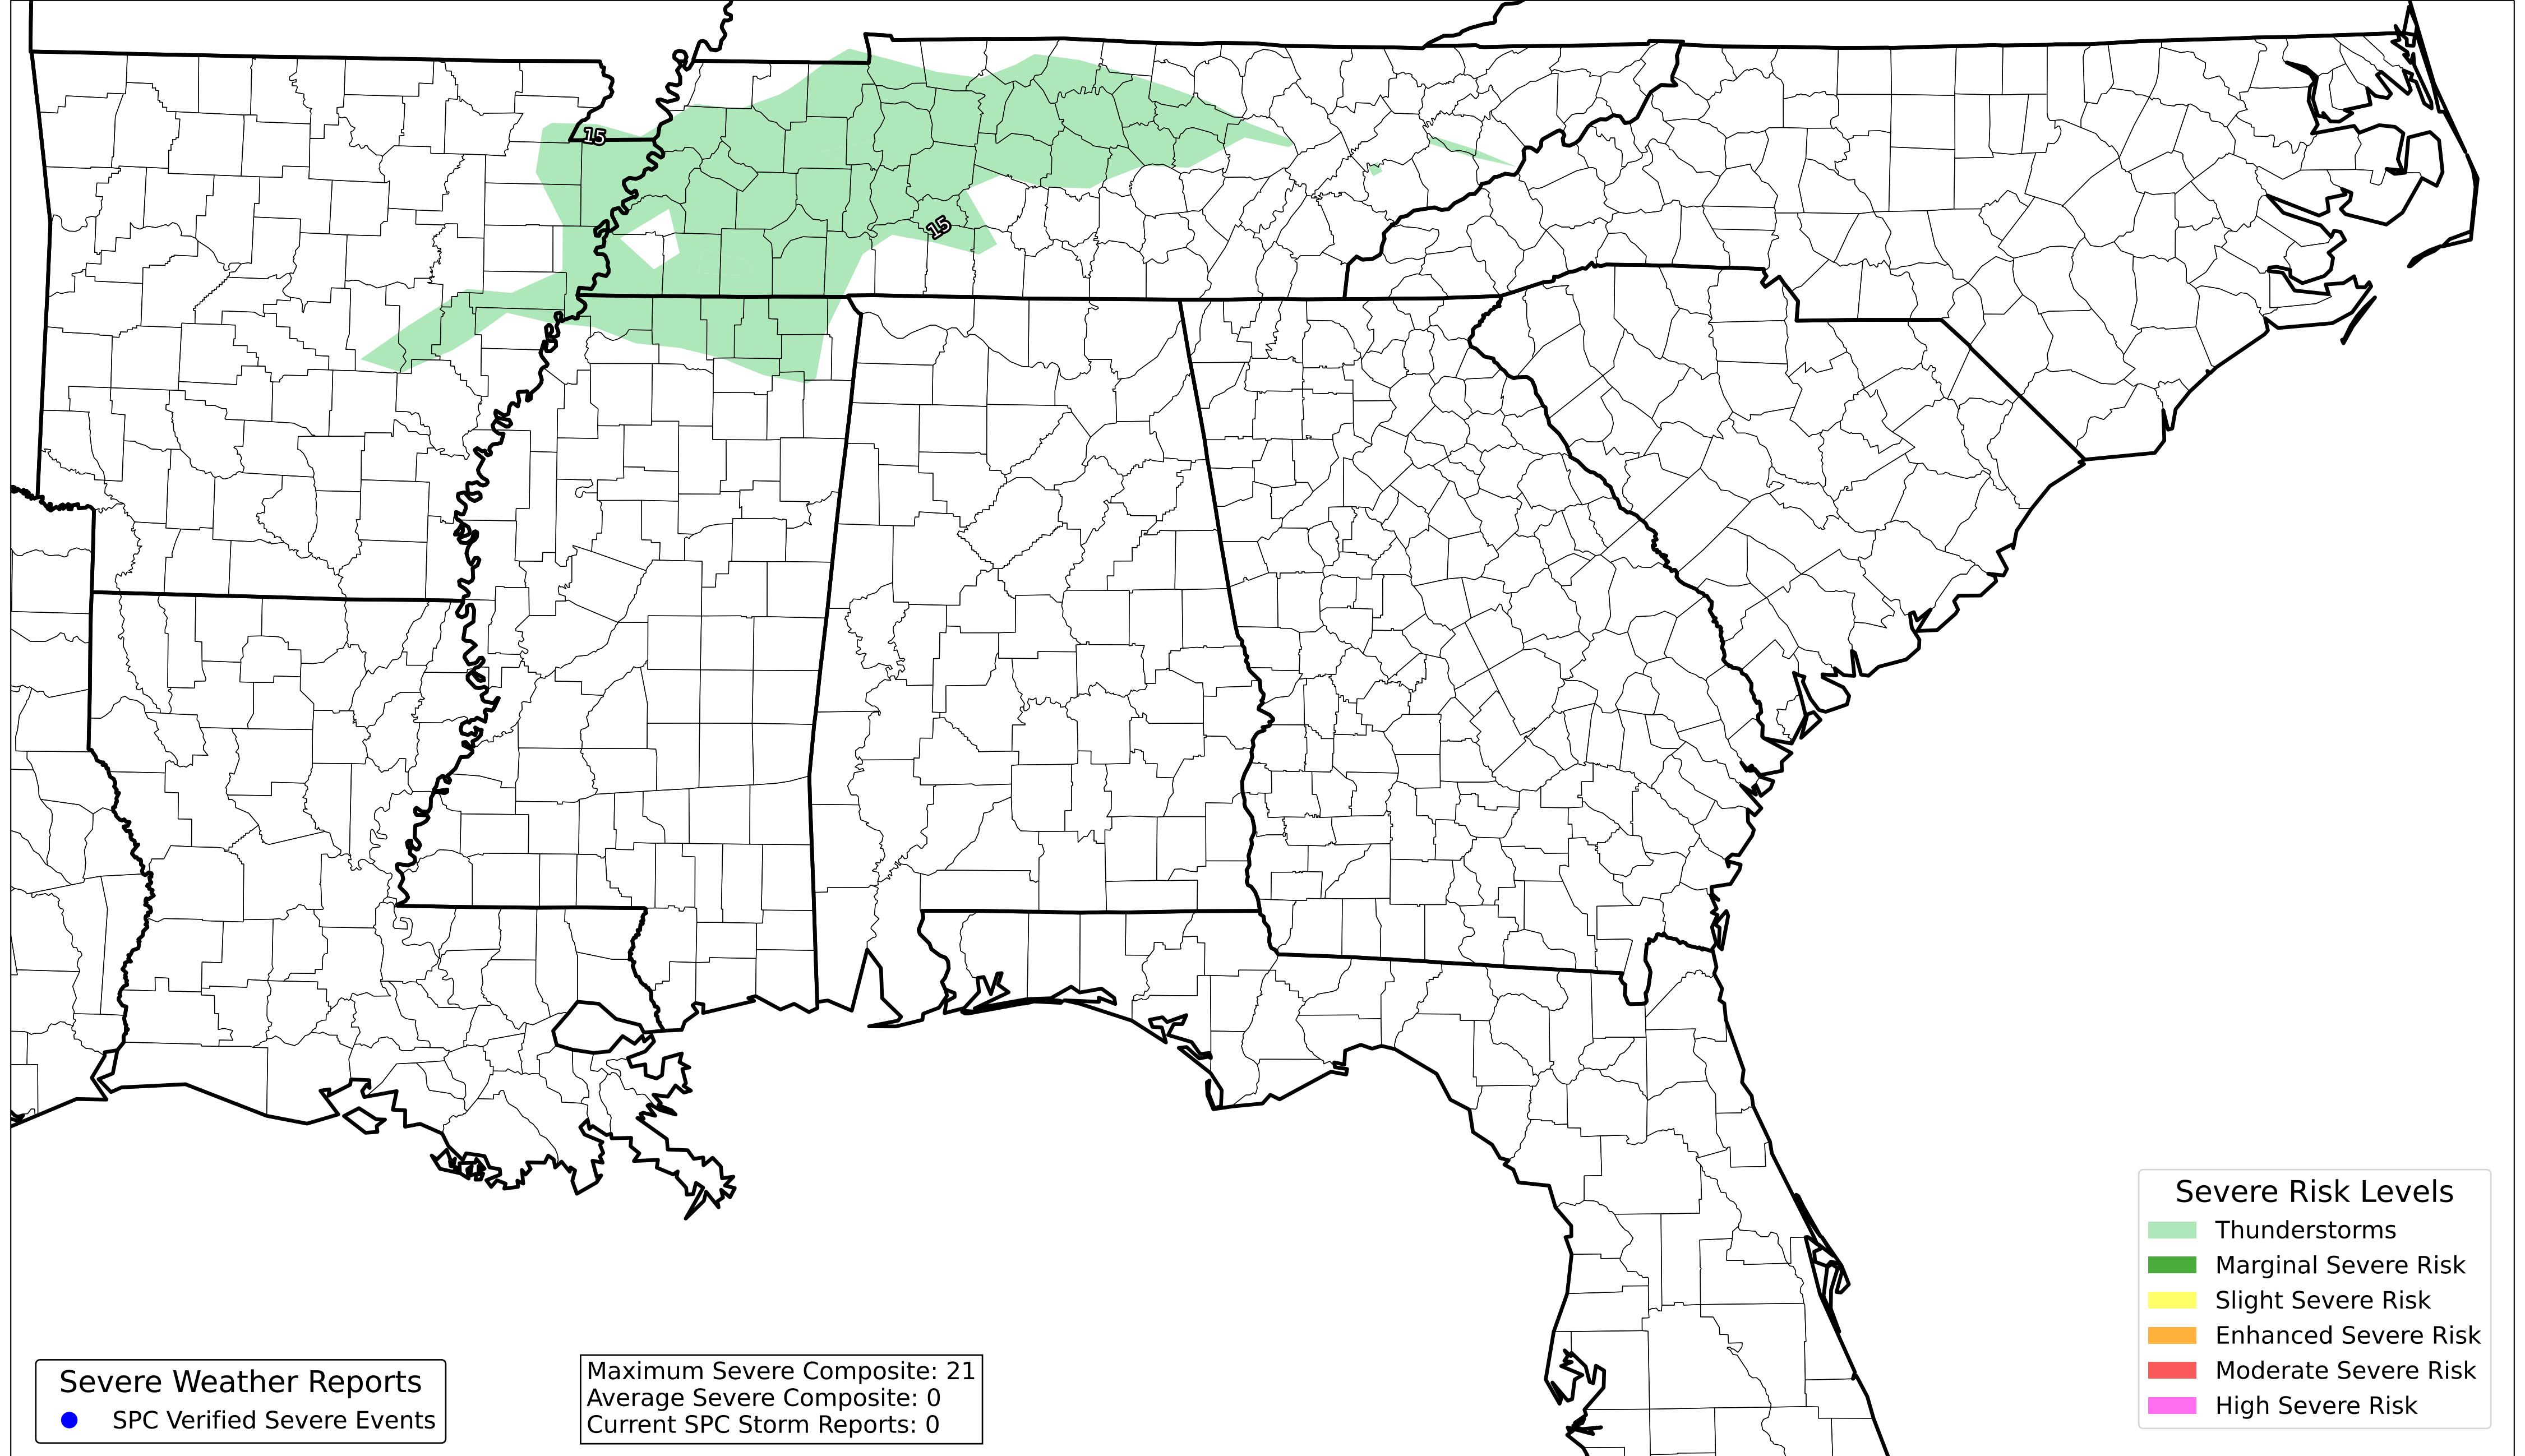 15
15
Severe Risk Levels
Thunderstorms
Marginal Severe Risk
Slight Severe Risk
Enhanced Severe Risk
Moderate Severe Risk
High Severe Risk
Severe Weather Reports
SPC Verified Severe Events
Maximum Severe Composite: 21
Average Severe Composite: 0
Current SPC Storm Reports: 0